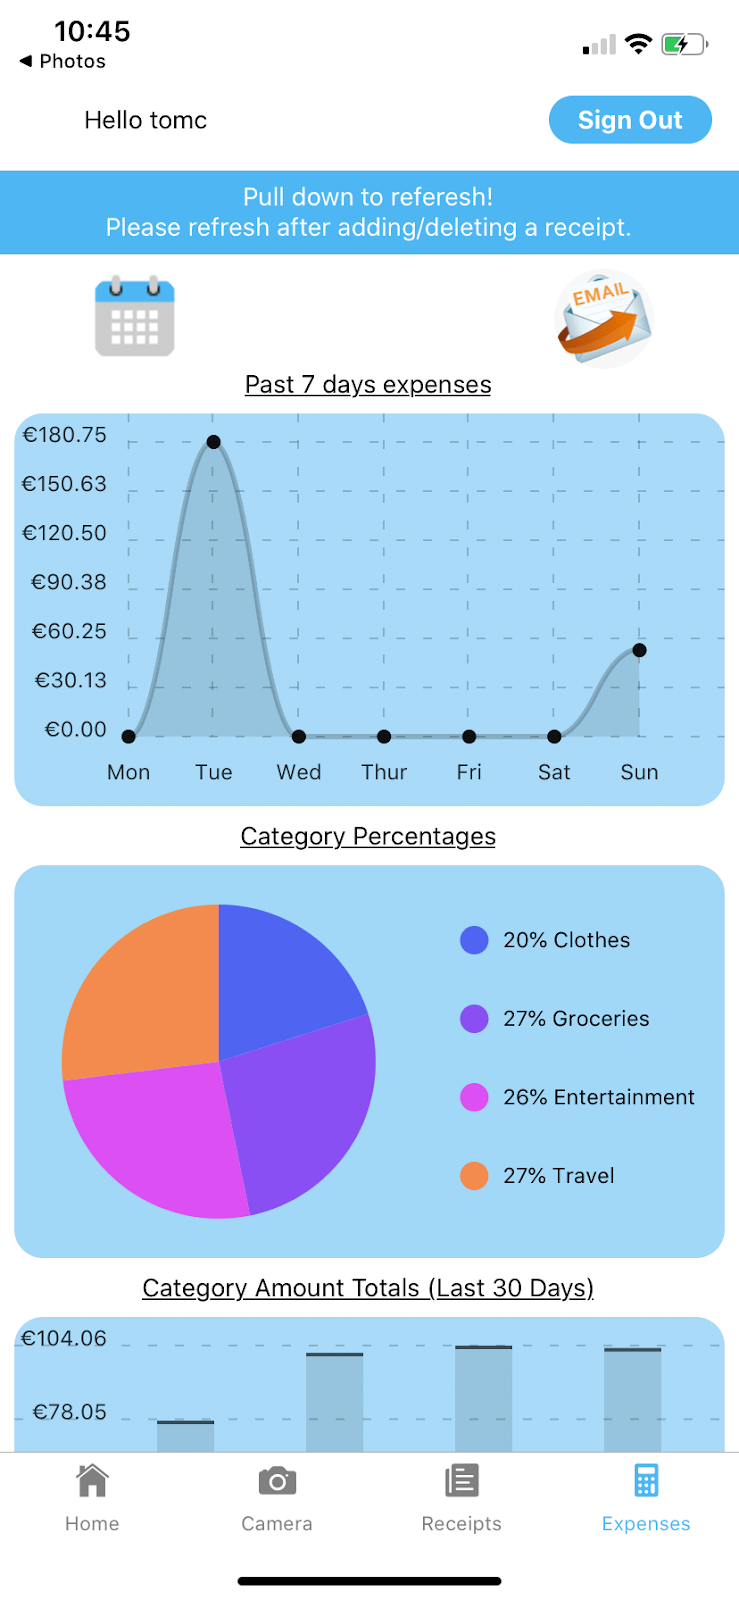 10:45
◀ Photos
Hello tomc
Sign Out
Pull down to referesh!
Please refresh after adding/deleting a receipt.
EMAIL
Past 7 days expenses
€180.75
€150.63
€120.50
€90.38
€60.25
€30.13
€0.00
Mon Tue Wed Thur Fri Sat Sun
Category Percentages
20% Clothes
27% Groceries
26% Entertainment
27% Travel
Category Amount Totals (Last 30 Days)
€104.06
€78.05
Home Camera Receipts Expenses